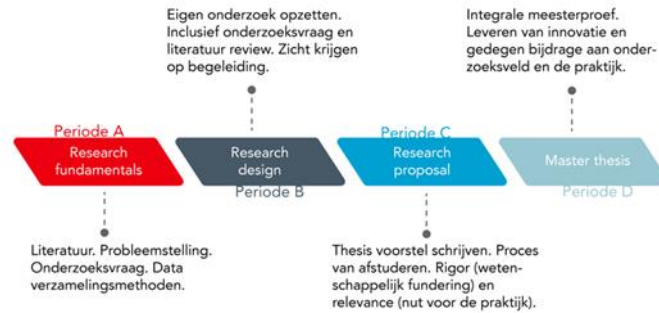 Eigen onderzoek opzetten.
Inclusief onderzoeksvraag en
literatuur review. Zicht krijgen
op begeleiding.
Integrale meesterproef.
Leveren van innovatie en
gedegen bijdrage aan onder-
zoeksveld en de praktijk.
Periode A
Research
fundamentals
Research
design
Periode B
Periode C
Research
proposal
Master thesis
Periode D
Literatuur. Probleemstelling.
Onderzoeksvraag. Data
verzamelingsmethoden.
Thesis voorstel schrijven. Proces
van afstuderen. Rigor (weten-
schappelijk fundering) en
relevance (nut voor de praktijk).